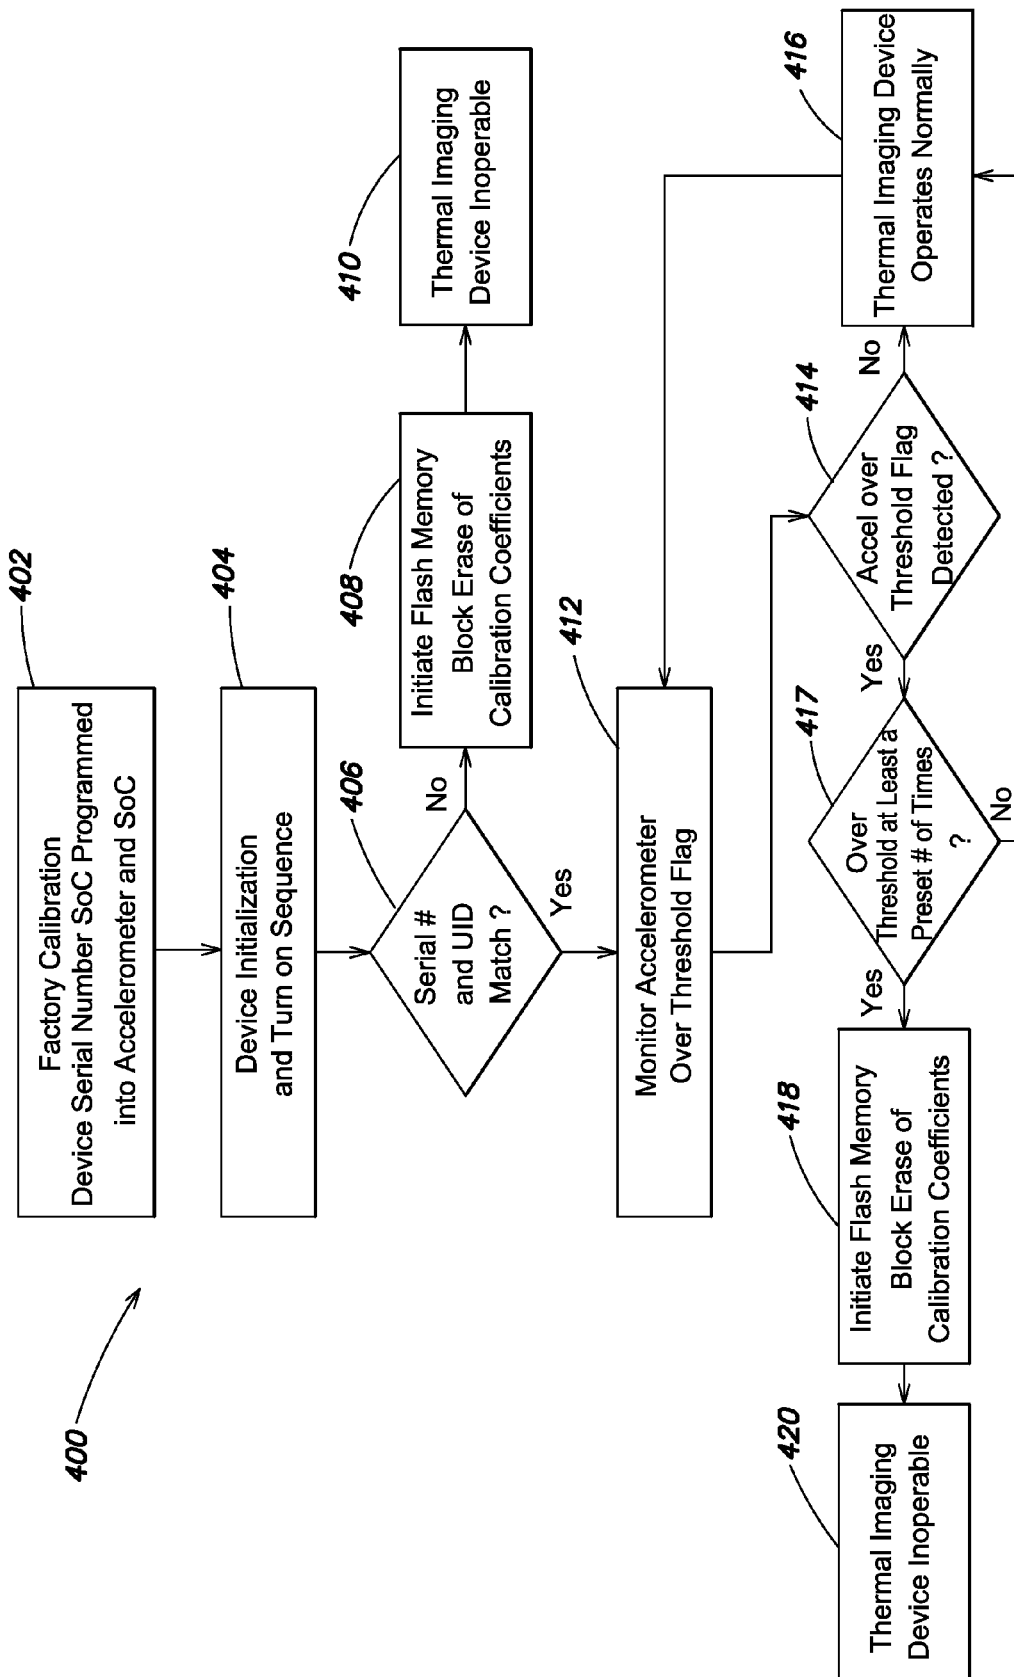 400
402
Factory Calibration
Device Serial Number SoC Programmed
into Accelerometer and SoC
404
Device Initialization
and Turn on Sequence
406
Serial #
and UID
Match ?
No
Yes
408
Initiate Flash Memory
Block Erase of
Calibration Coefficients
410
Thermal Imaging
Device Inoperable
412
Monitor Accelerometer
Over Threshold Flag
414
Accel over
Threshold Flag
Detected ?
No
Yes
416
Thermal Imaging Device
Operates Normally
417
Over
Threshold at Least a
Preset # of Times
?
No
Yes
418
Initiate Flash Memory
Block Erase of
Calibration Coefficients
420
Thermal Imaging
Device Inoperable